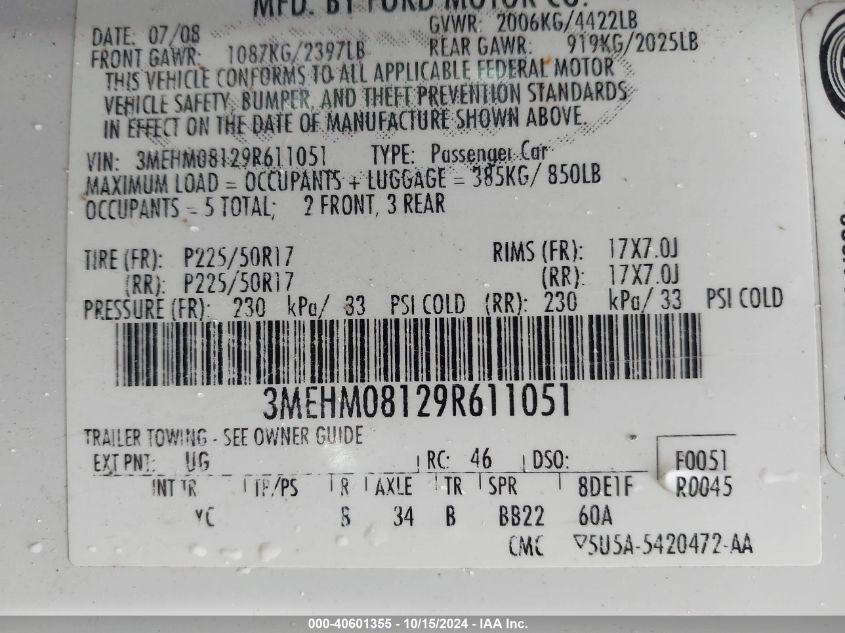 MFD. BY FORD MOTOR CO.
DATE: 07/08 GVWR: 2006KG/4422LB
FRONT GAWR: 1087KG/2397LB REAR GAWR: 919KG/2025LB
THIS VEHICLE CONFORMS TO ALL APPLICABLE FEDERAL MOTOR
VEHICLE SAFETY, BUMPER, AND THEFT PREVENTION STANDARDS
IN EFFECT ON THE DATE OF MANUFACTURE SHOWN ABOVE.
VIN: 3MEHM08129R611051 TYPE: Passenger Car
MAXIMUM LOAD = OCCUPANTS + LUGGAGE = 385KG/ 850LB
OCCUPANTS = 5 TOTAL; 2 FRONT, 3 REAR
TIRE (FR): P225/50R17 RIMS (FR): 17X7.0J
(RR): P225/50R17 (RR): 17X7.0J
PRESSURE (FR): 230 kPa/ 33 PSI COLD (RR): 230 kPa/ 33 PSI COLD
3MEHM08129R611051
TRAILER TOWING - SEE OWNER GUIDE
EXT PNT: UG RC: 46 DSO: F0051
INT TR TP/PS R AXLE TR SPR 8DE1F R0045
YC 8 34 B BB22 60A
CMC ▽5U5A-5420472-AA
000-40601355 - 10/15/2024 - IAA Inc.